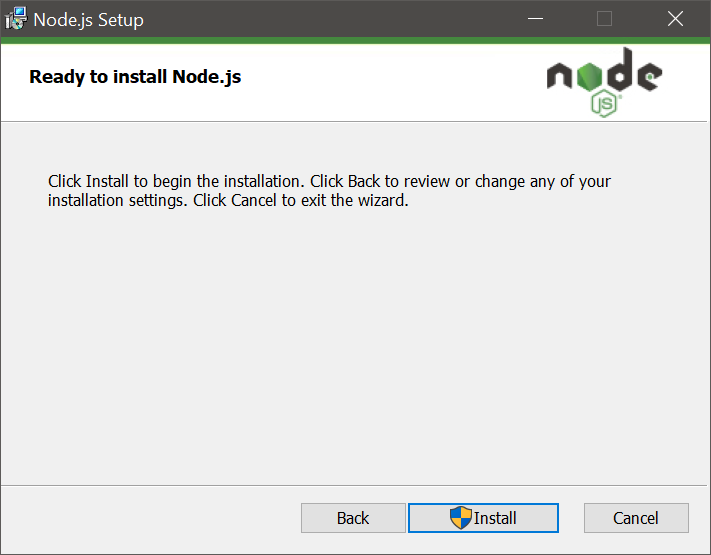 Node.js Setup
Ready to install Node.js
node
JS
Click Install to begin the installation. Click Back to review or change any of your
installation settings. Click Cancel to exit the wizard.
Back
Install
Cancel